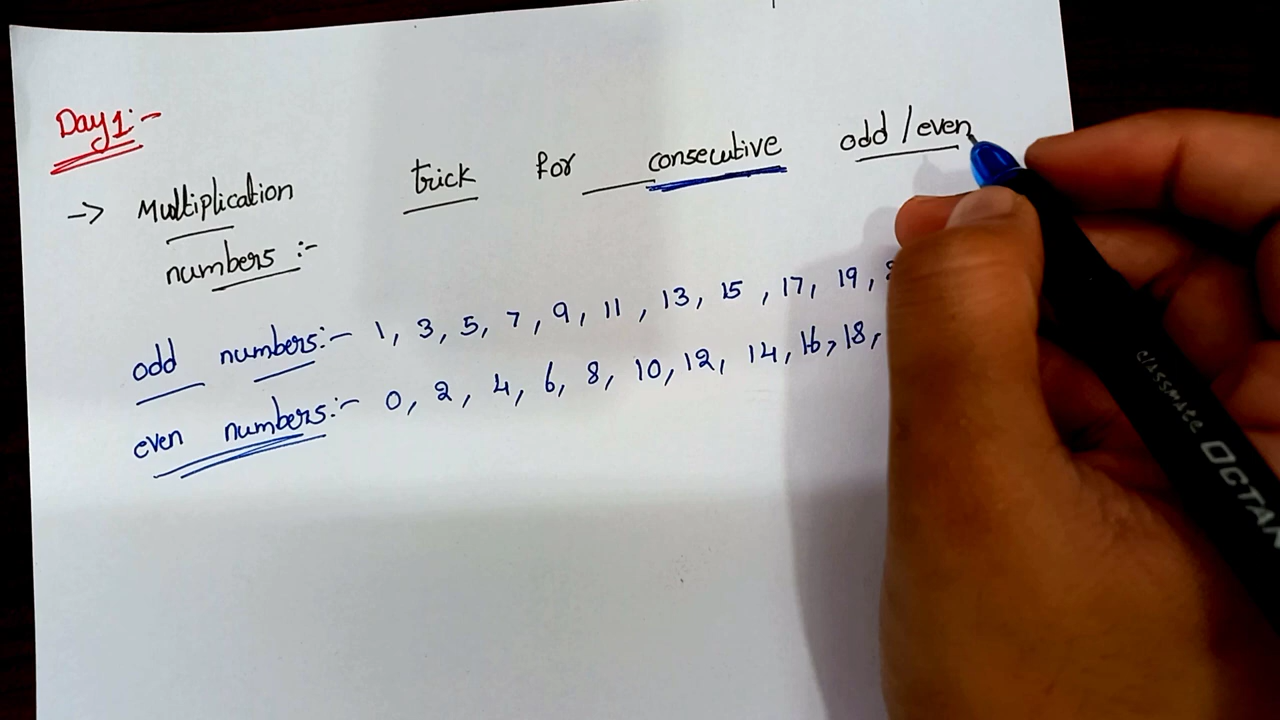 Day1:-
-> Multiplication trick for consecutive odd / even
numbers :-
odd numbers:- 1, 3, 5, 7, 9, 11, 13, 15, 17, 19,
even numbers:- 0, 2, 4, 6, 8, 10, 12, 14, 16, 18,
classmate OCTAN